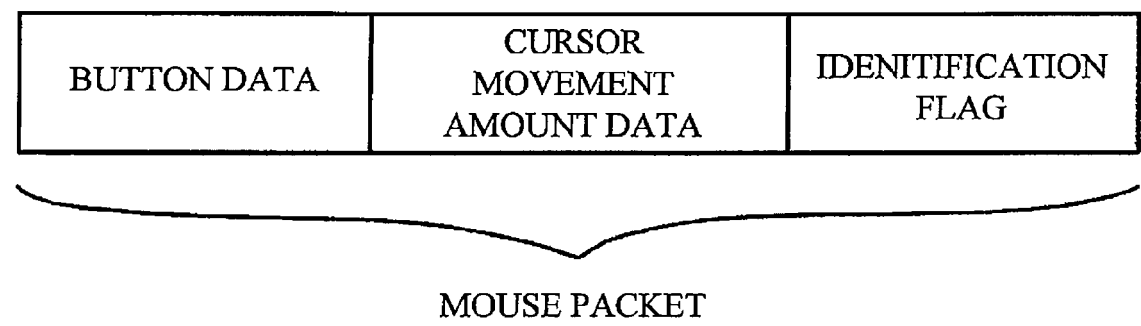 BUTTON DATA
CURSOR
MOVEMENT
AMOUNT DATA
IDENITIFICATION
FLAG
MOUSE PACKET